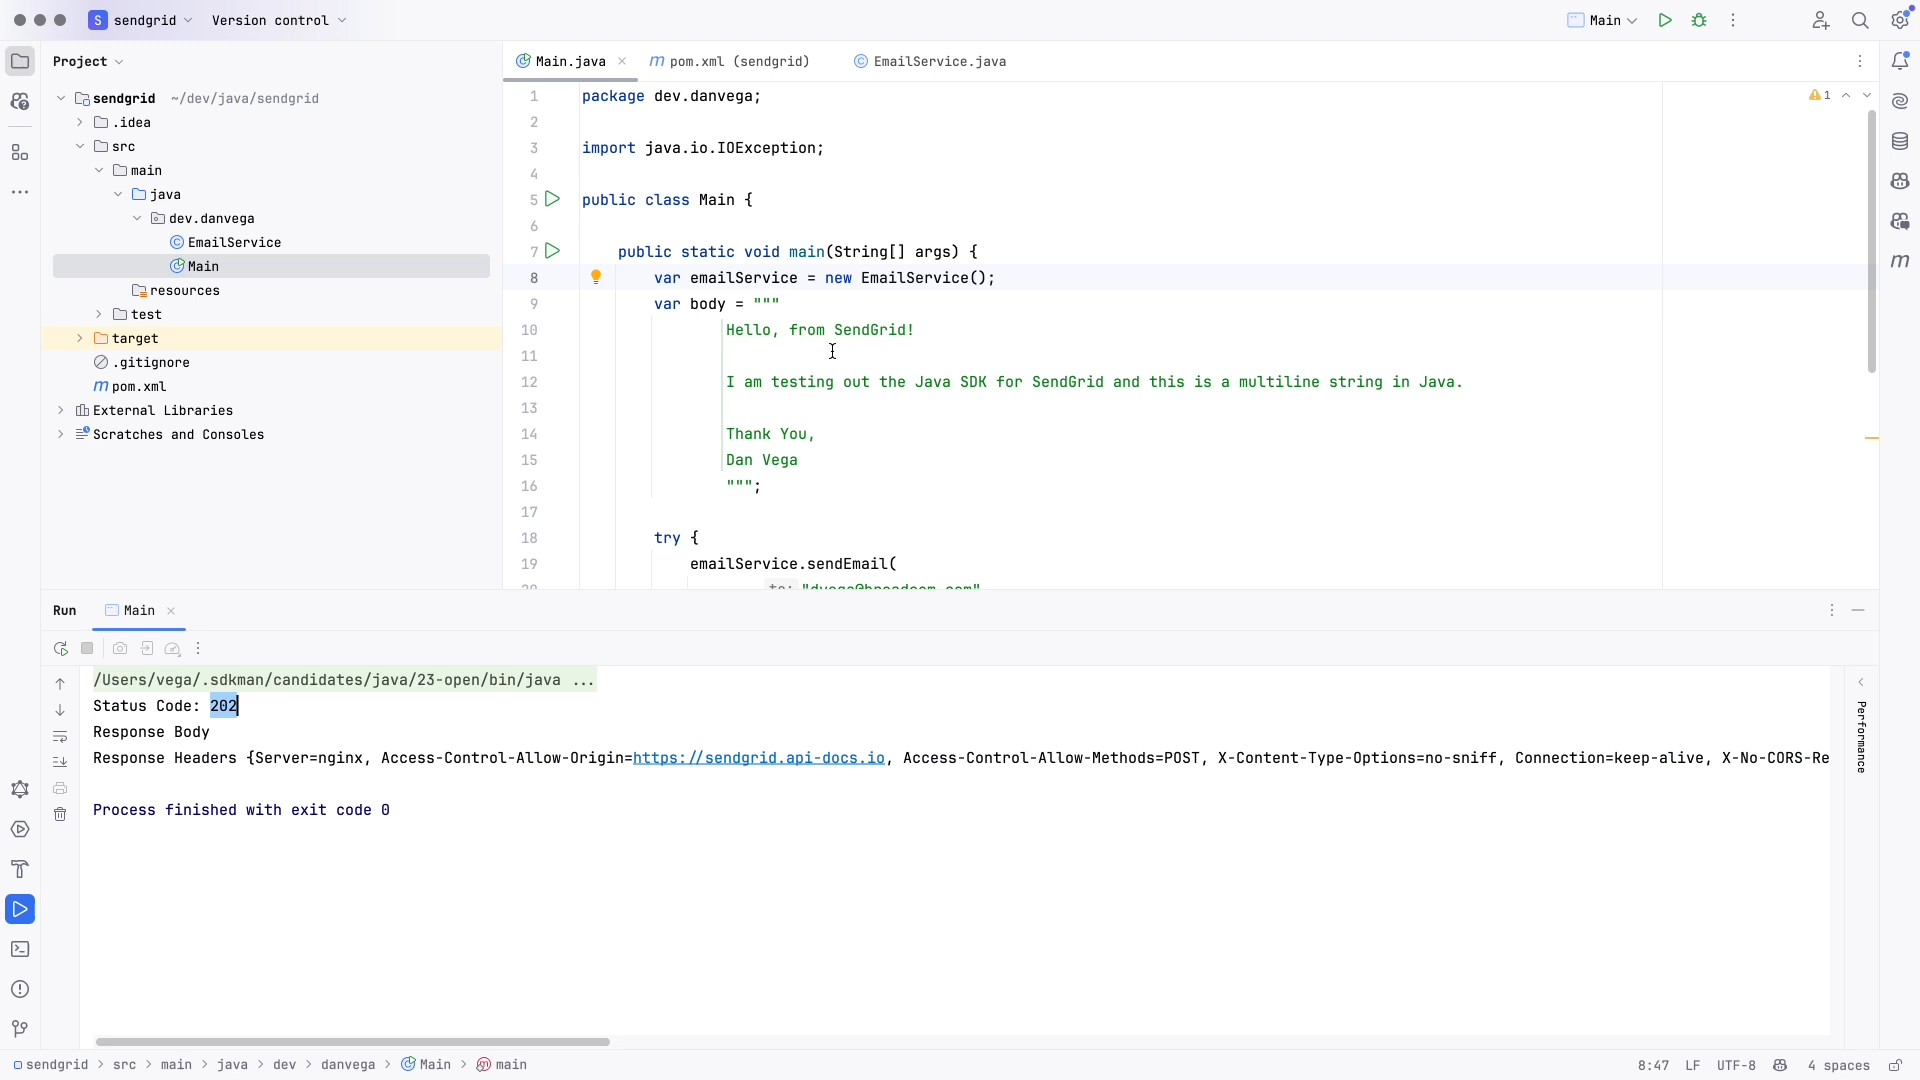 S sendgrid Version control Main
Project
Main.java m pom.xml (sendgrid) EmailService.java
sendgrid ~/dev/java/sendgrid
.idea
src
main
java
dev.danvega
EmailService
Main
resources
test
target
.gitignore
m pom.xml
External Libraries
Scratches and Consoles
1 package dev.danvega;
2
3 import java.io.IOException;
4
5 public class Main {
6
7 public static void main(String[] args) {
8 var emailService = new EmailService();
9 var body = """
10 Hello, from SendGrid!
11
12 I am testing out the Java SDK for SendGrid and this is a multiline string in Java.
13
14 Thank You,
15 Dan Vega
16 """;
17
18 try {
19 emailService.sendEmail(
1
m
Run Main
/Users/vega/.sdkman/candidates/java/23-open/bin/java ...
Status Code: 202
Response Body
Response Headers {Server=nginx, Access-Control-Allow-Origin=https://sendgrid.api-docs.io, Access-Control-Allow-Methods=POST, X-Content-Type-Options=no-sniff, Connection=keep-alive, X-No-CORS-Re
Process finished with exit code 0
Performance
sendgrid > src > main > java > dev > danvega > Main > main
8:47 LF UTF-8 4 spaces